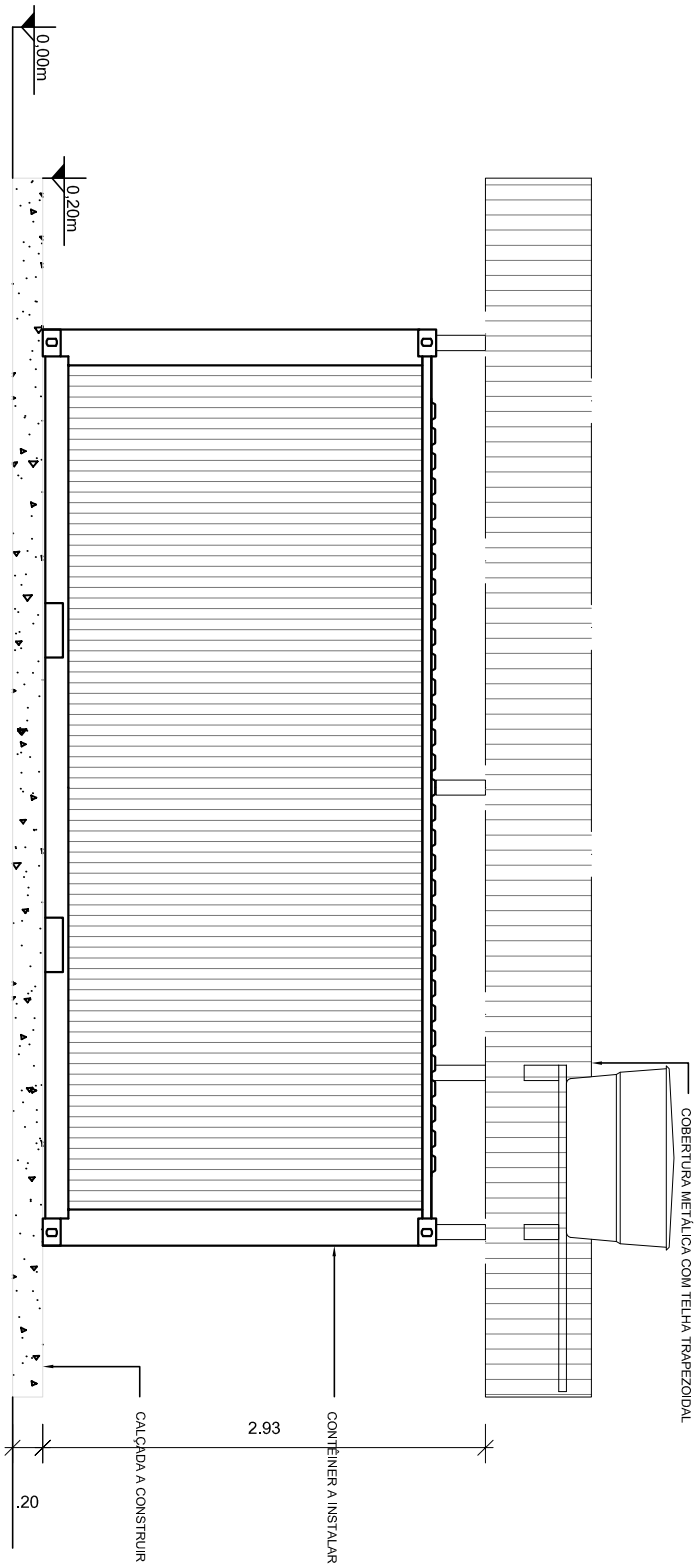 0,00m
0,20m
COBERTURA METÁLICA COM TELHA TRAPEZOIDAL
CONTÊINER A INSTALAR
CALÇADA A CONSTRUIR
2.93
.20